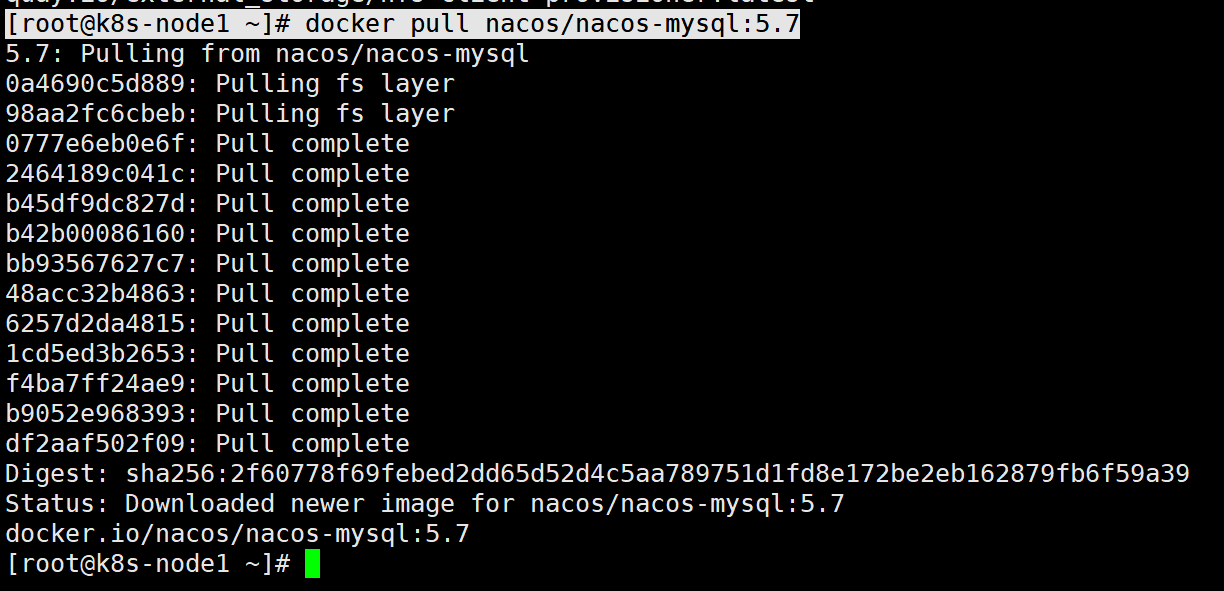 [root@k8s-node1 ~]# docker pull nacos/nacos-mysql:5.7
5.7: Pulling from nacos/nacos-mysql
0a4690c5d889: Pulling fs layer
98aa2fc6cbeb: Pulling fs layer
0777e6eb0e6f: Pull complete
2464189c041c: Pull complete
b45df9dc827d: Pull complete
b42b00086160: Pull complete
bb93567627c7: Pull complete
48acc32b4863: Pull complete
6257d2da4815: Pull complete
1cd5ed3b2653: Pull complete
f4ba7ff24ae9: Pull complete
b9052e968393: Pull complete
df2aaf502f09: Pull complete
Digest: sha256:2f60778f69febed2dd65d52d4c5aa789751d1fd8e172be2eb162879fb6f59a39
Status: Downloaded newer image for nacos/nacos-mysql:5.7
docker.io/nacos/nacos-mysql:5.7
[root@k8s-node1 ~]#